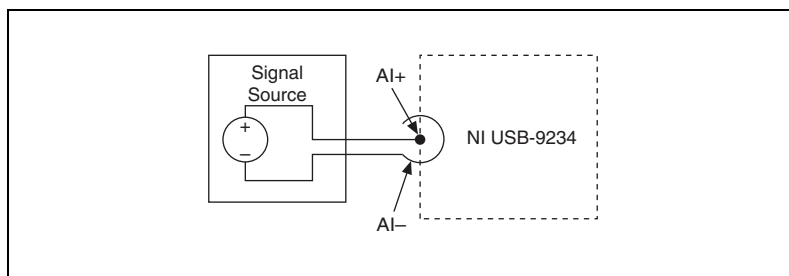 Signal
Source
+
–
AI+
AI–
NI USB-9234